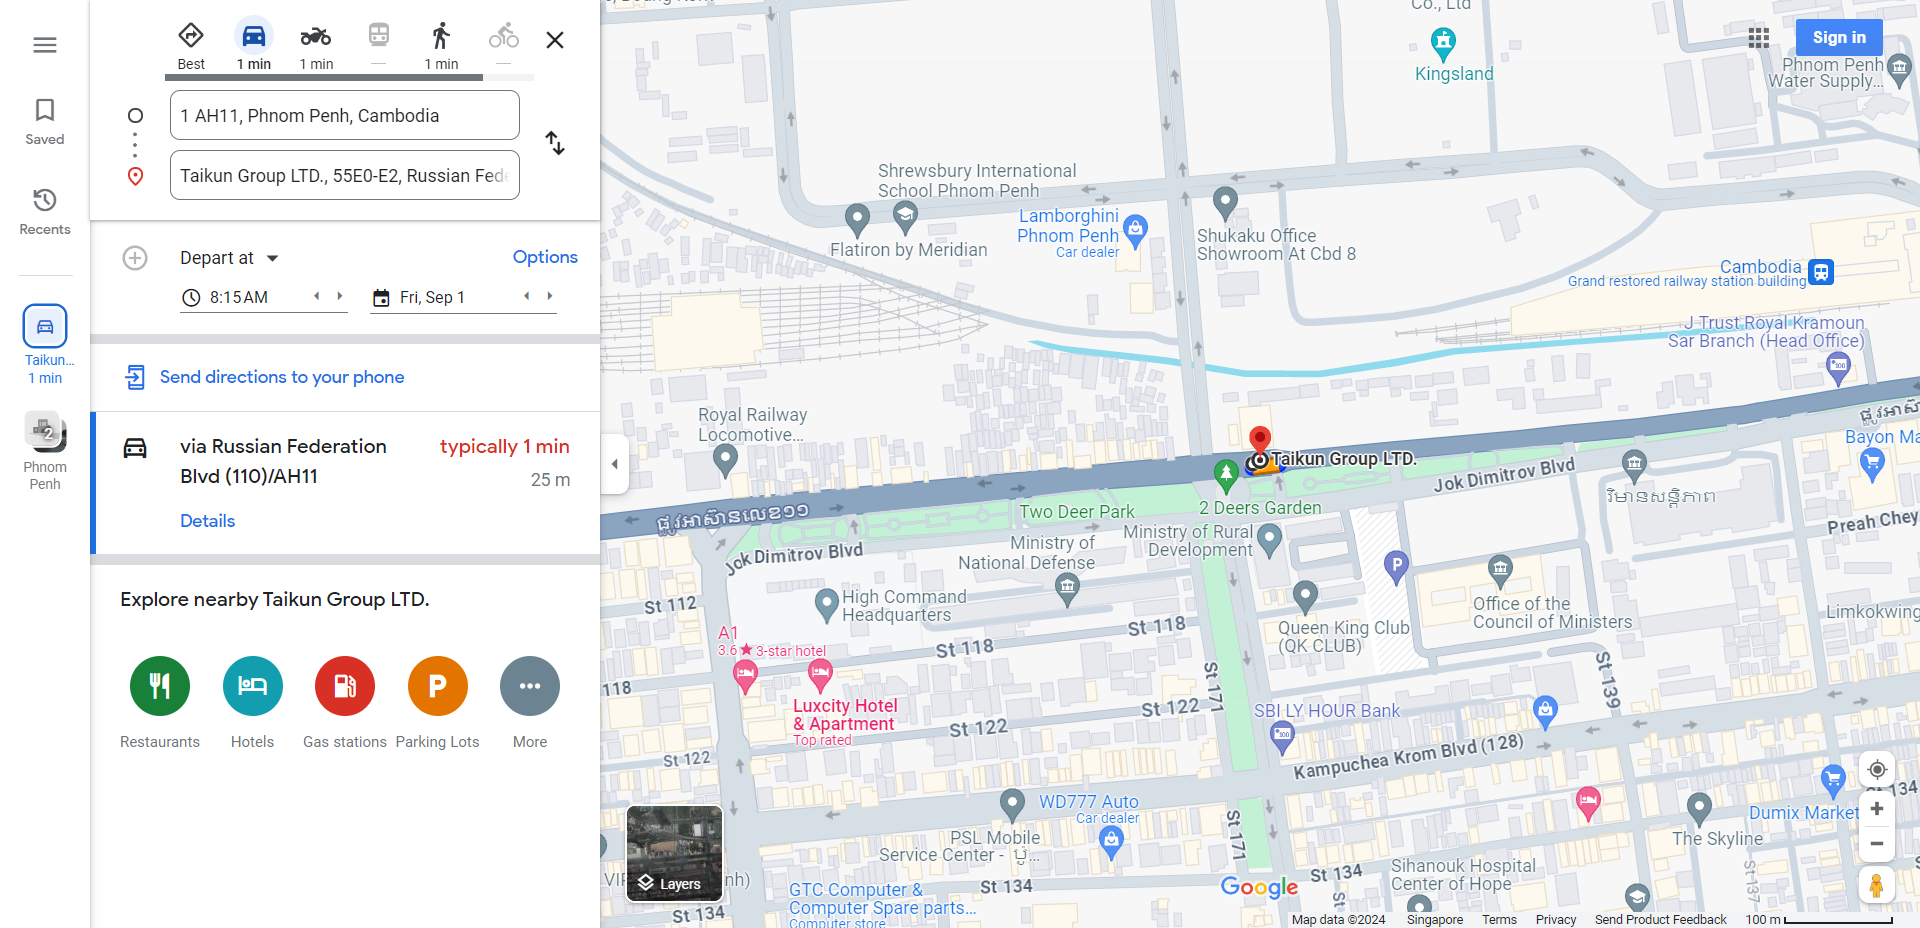 Best
1 min
1 min
—
1 min
—
1 AH11, Phnom Penh, Cambodia
Taikun Group LTD., 55E0-E2, Russian Fede
Saved
Recents
Taikun...
1 min
2
Phnom
Penh
Depart at
Options
8:15 AM
Fri, Sep 1
Send directions to your phone
via Russian Federation
Blvd (110)/AH11
typically 1 min
25 m
Details
Explore nearby Taikun Group LTD.
Restaurants
Hotels
Gas stations
P
Parking Lots
More
Co., Ltd
Kingsland
Sign in
Phnom Penh
Water Supply...
Shrewsbury International
School Phnom Penh
Flatiron by Meridian
Lamborghini
Phnom Penh
Car dealer
Shukaku Office
Showroom At Cbd 8
Cambodia
Grand restored railway station building
J Trust Royal Kramoun
Sar Branch (Head Office)
Royal Railway
Locomotive...
Taikun Group LTD.
Bayon Ma
Jok Dimitrov Blvd
វិមានសន្តិភាព
Preah Chey
2 Deers Garden
Two Deer Park
ផ្លូវអាស៊ានលេខ១១
Jok Dimitrov Blvd
Ministry of
National Defense
Ministry of Rural
Development
P
High Command
Headquarters
St 112
Office of the
Council of Ministers
Limkokwing
A1
3.6★ 3-star hotel
St 118
St 118
118
Queen King Club
(QK CLUB)
St 171
St 139
Luxcity Hotel
& Apartment
Top rated
St 122
St 122
St 122
SBI LY HOUR Bank
Kampuchea Krom Blvd (128)
WD777 Auto
Car dealer
PSL Mobile
Service Center - ប៉ូ...
St 171
Dumix Market
St 134
The Skyline
St 137
Sihanouk Hospital
Center of Hope
St 134
St 134
St 134
GTC Computer &
Computer Spare parts...
Computer store
VIP
nh)
Layers
Google
Map data ©2024
Singapore
Terms
Privacy
Send Product Feedback
100 m